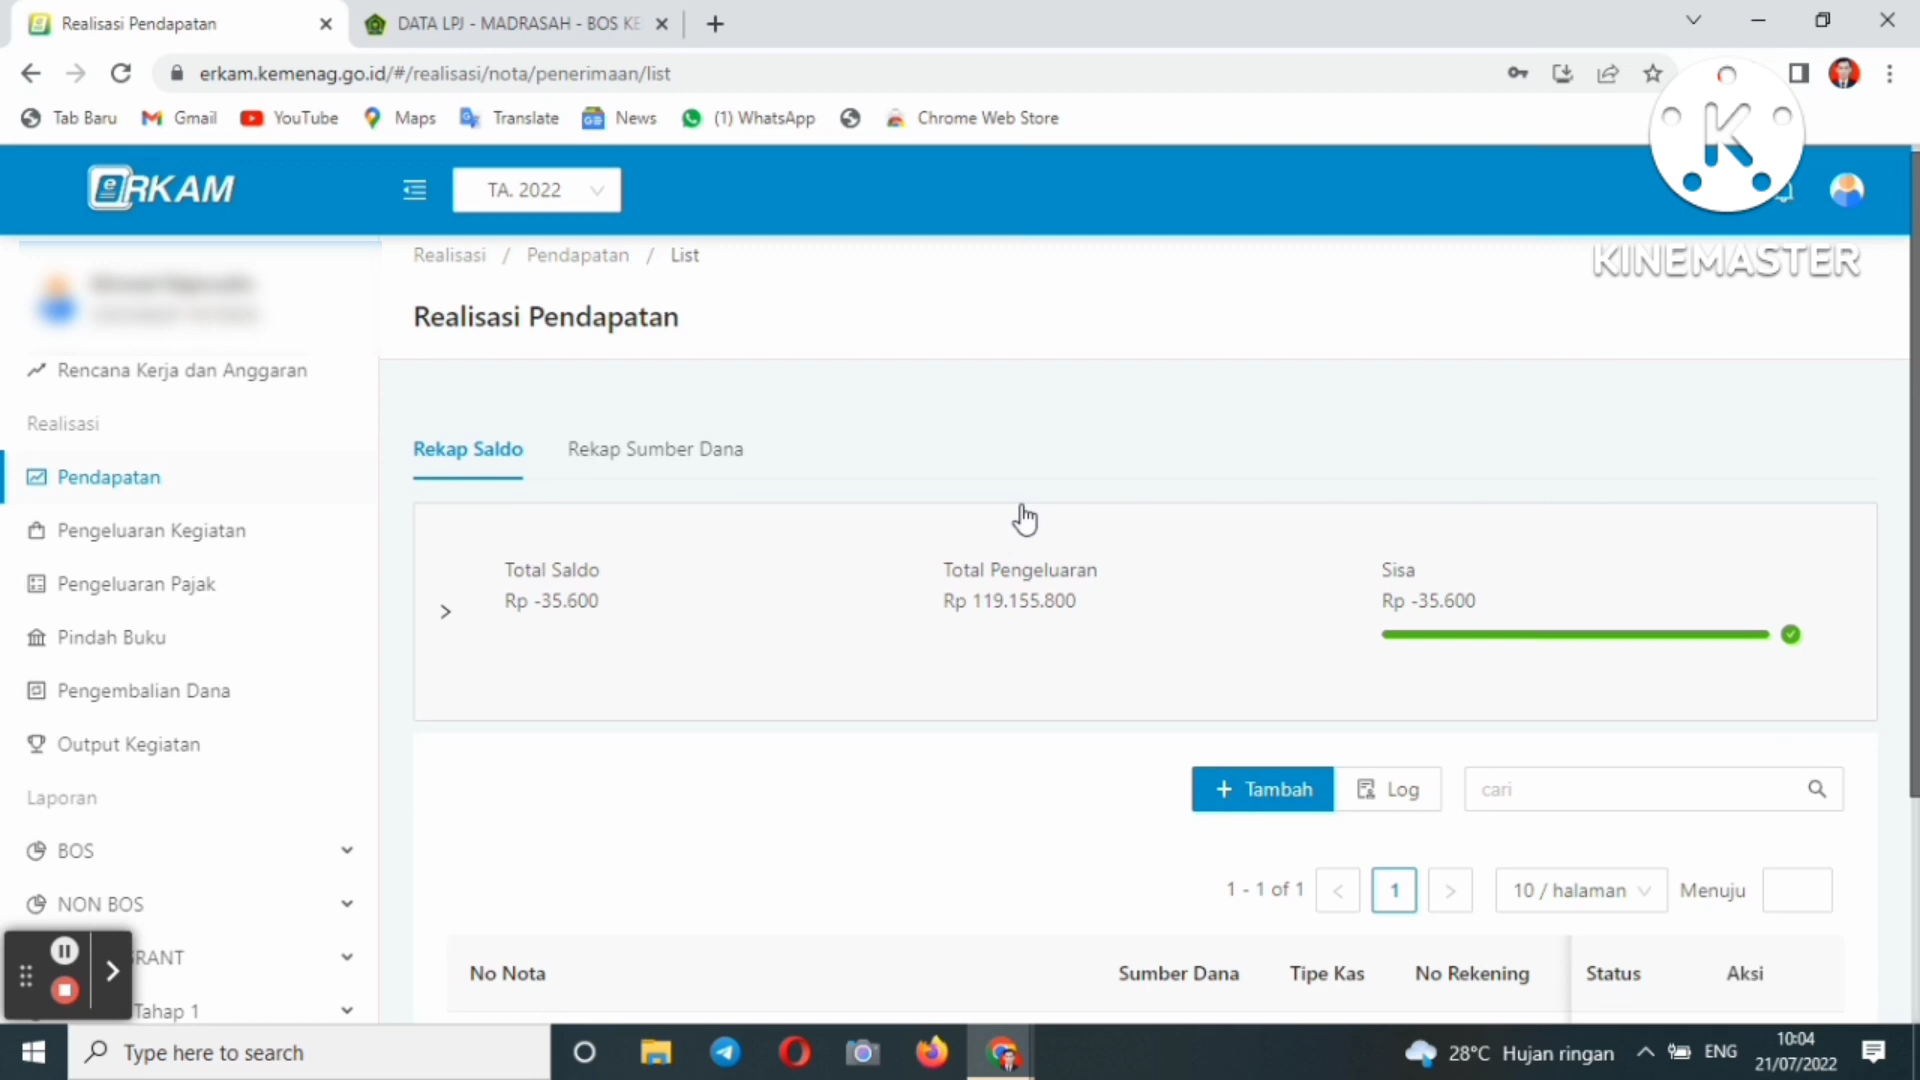 Realisasi Pendapatan
DATA LPJ - MADRASAH - BOS KE
erkam.kemenag.go.id/#/realisasi/nota/penerimaan/list
Tab Baru
Gmail
YouTube
Maps
Translate
News
(1) WhatsApp
Chrome Web Store
eRKAM
TA. 2022
K
KINEMASTER
Realisasi / Pendapatan / List
Realisasi Pendapatan
Rencana Kerja dan Anggaran
Realisasi
Pendapatan
Pengeluaran Kegiatan
Pengeluaran Pajak
Pindah Buku
Pengembalian Dana
Output Kegiatan
Laporan
BOS
NON BOS
RANT
Tahap 1
Rekap Saldo
Rekap Sumber Dana
Total Saldo
Rp -35.600
Total Pengeluaran
Rp 119.155.800
Sisa
Rp -35.600
+ Tambah
Log
cari
1 - 1 of 1
<
1
>
10 / halaman
Menuju
No Nota
Sumber Dana
Tipe Kas
No Rekening
Status
Aksi
Type here to search
28°C Hujan ringan
ENG
10:04
21/07/2022